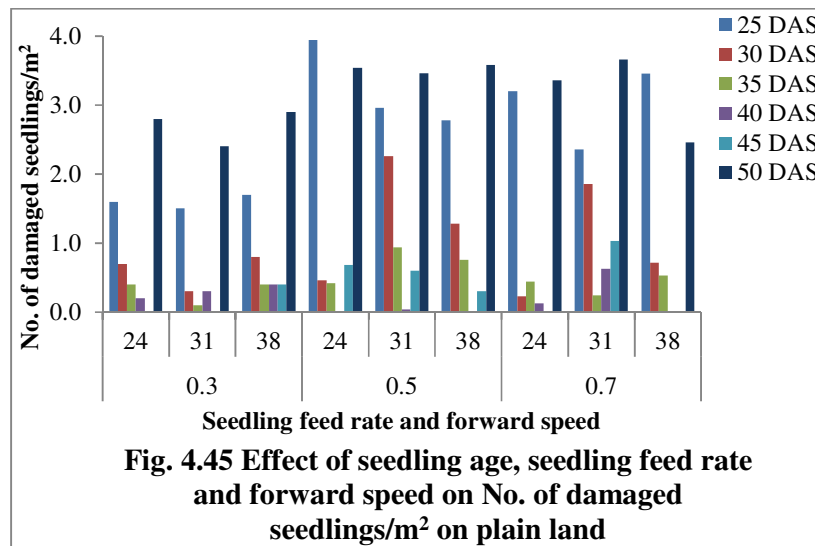 No. of damaged seedlings/m²
4.0
3.0
2.0
1.0
0.0
25 DAS
30 DAS
35 DAS
40 DAS
45 DAS
50 DAS
24 31 38 24 31 38 24 31 38
0.3 0.5 0.7
Seedling feed rate and forward speed
Fig. 4.45 Effect of seedling age, seedling feed rate
and forward speed on No. of damaged
seedlings/m² on plain land